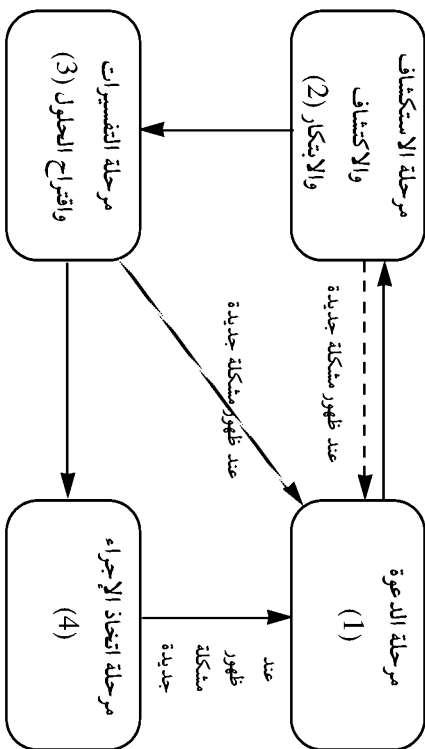 مرحلة الدعوة
(1)
عند ظهور مشكلة جديدة
مرحلة الاستكشاف
والاكتشاف
والابتكار (2)
عند
ظهور
مشكلة
جديدة
عند ظهور مشكلة جديدة
مرحلة اتخاذ الإجراء
(4)
مرحلة التفسيرات
واقتراح الحلول (3)